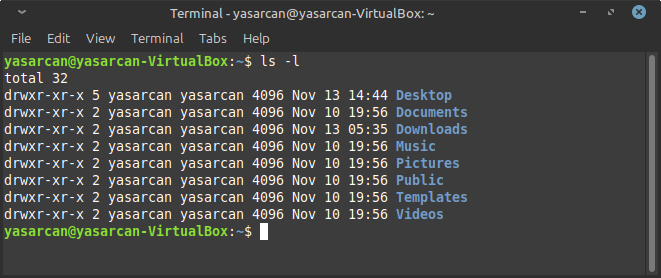 Terminal - yasarcan@yasarcan-VirtualBox: ~
File Edit View Terminal Tabs Help
yasarcan@yasarcan-VirtualBox:~$ ls -l
total 32
drwxr-xr-x 5 yasarcan yasarcan 4096 Nov 13 14:44 Desktop
drwxr-xr-x 2 yasarcan yasarcan 4096 Nov 10 19:56 Documents
drwxr-xr-x 2 yasarcan yasarcan 4096 Nov 13 05:35 Downloads
drwxr-xr-x 2 yasarcan yasarcan 4096 Nov 10 19:56 Music
drwxr-xr-x 2 yasarcan yasarcan 4096 Nov 10 19:56 Pictures
drwxr-xr-x 2 yasarcan yasarcan 4096 Nov 10 19:56 Public
drwxr-xr-x 2 yasarcan yasarcan 4096 Nov 10 19:56 Templates
drwxr-xr-x 2 yasarcan yasarcan 4096 Nov 10 19:56 Videos
yasarcan@yasarcan-VirtualBox:~$